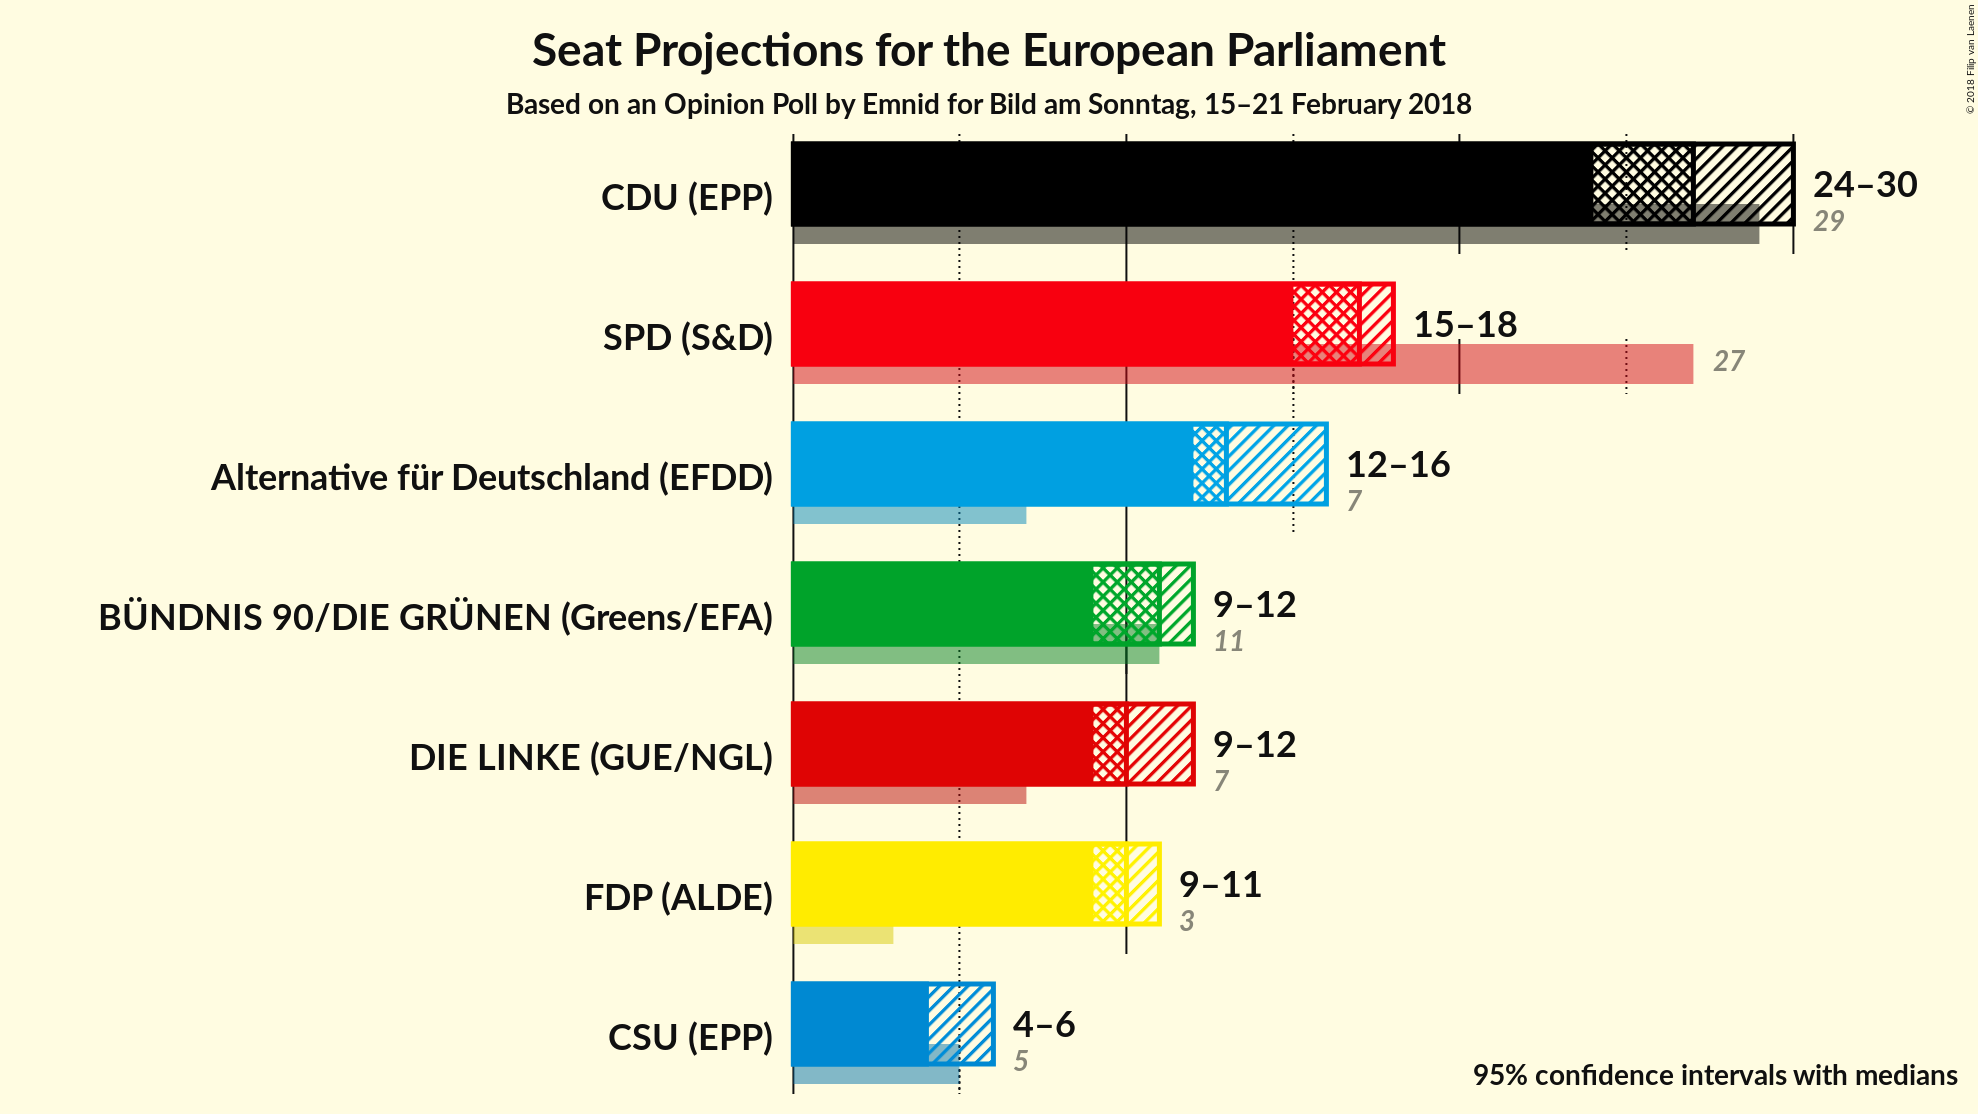 Seat Projections for the European Parliament
Based on an Opinion Poll by Emnid for Bild am Sonntag, 15–21 February 2018
© 2018 Filip van Laenen
CDU (EPP)
24–30
29
SPD (S&D)
15–18
27
Alternative für Deutschland (EFDD)
12–16
7
BÜNDNIS 90/DIE GRÜNEN (Greens/EFA)
9–12
11
DIE LINKE (GUE/NGL)
9–12
7
FDP (ALDE)
9–11
3
CSU (EPP)
4–6
5
95% confidence intervals with medians